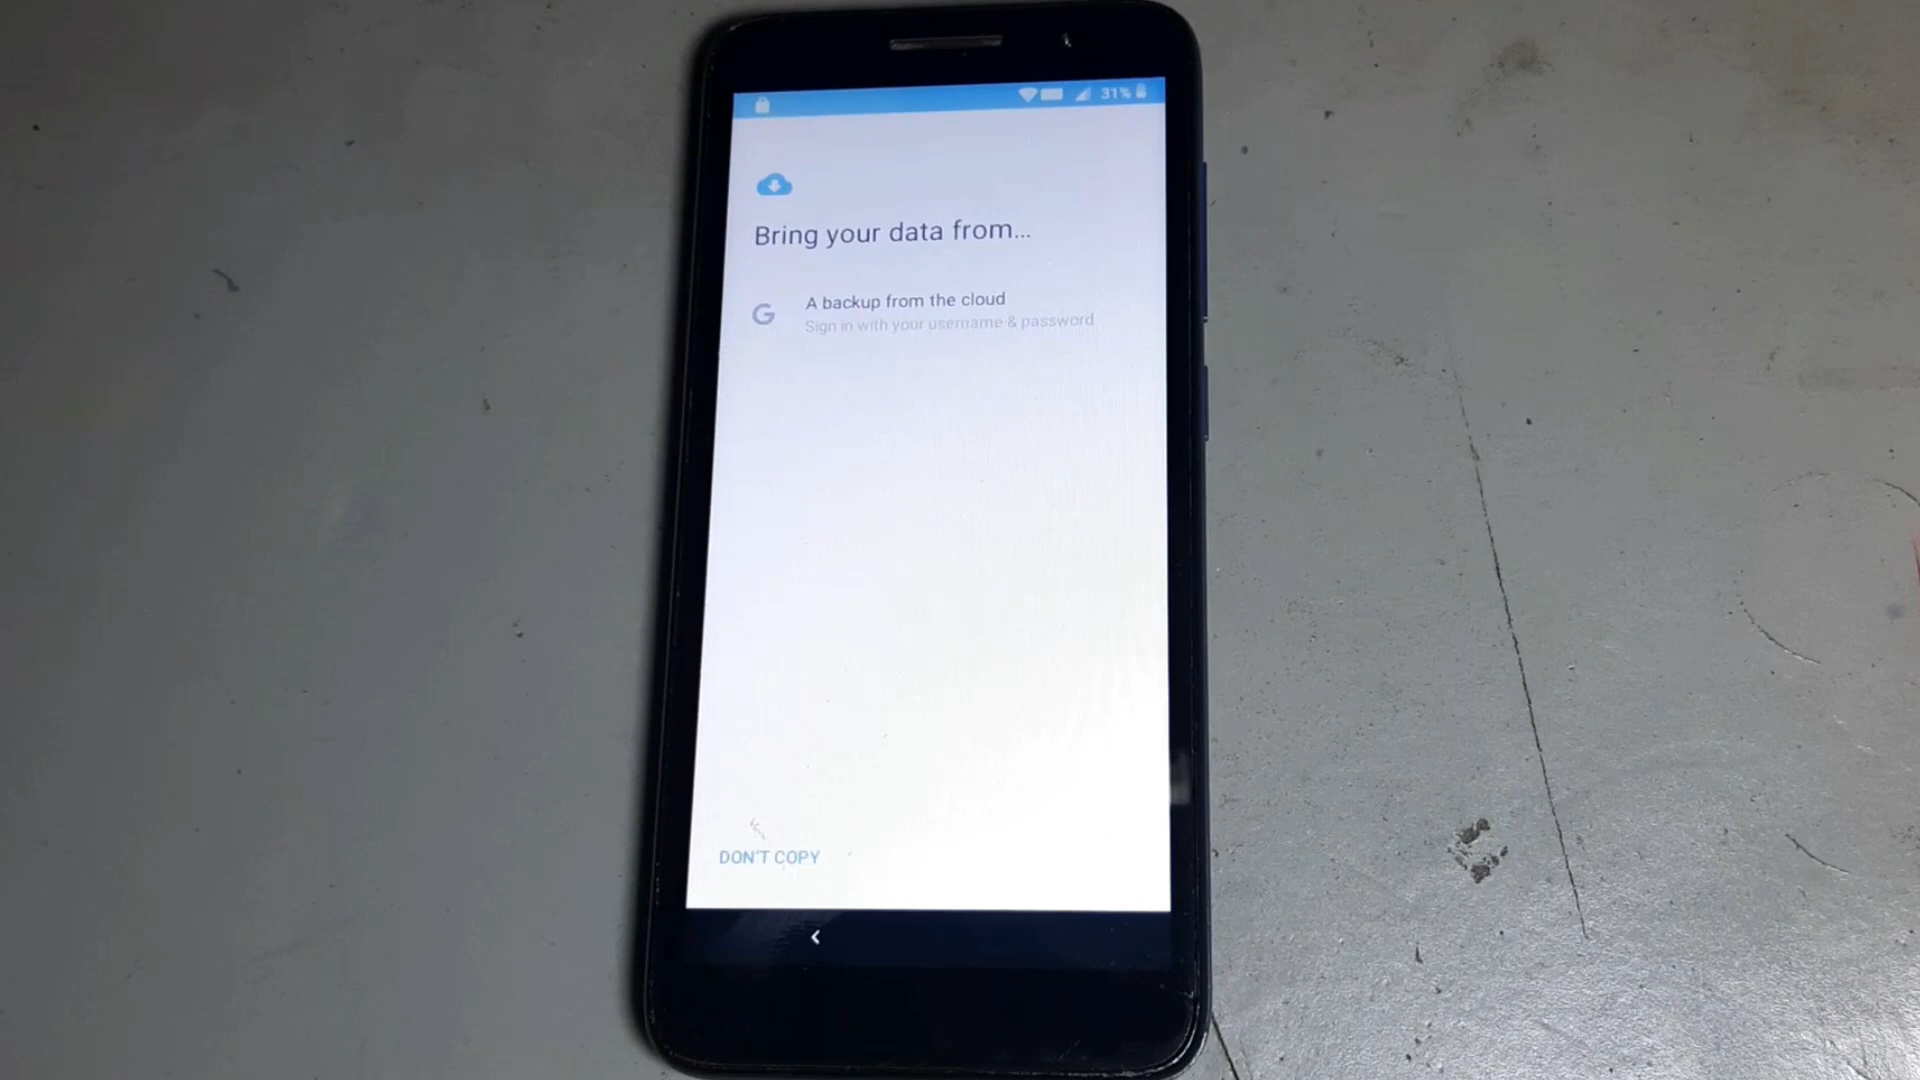 31%
Bring your data from...
A backup from the cloud
Sign in with your username & password
DON'T COPY